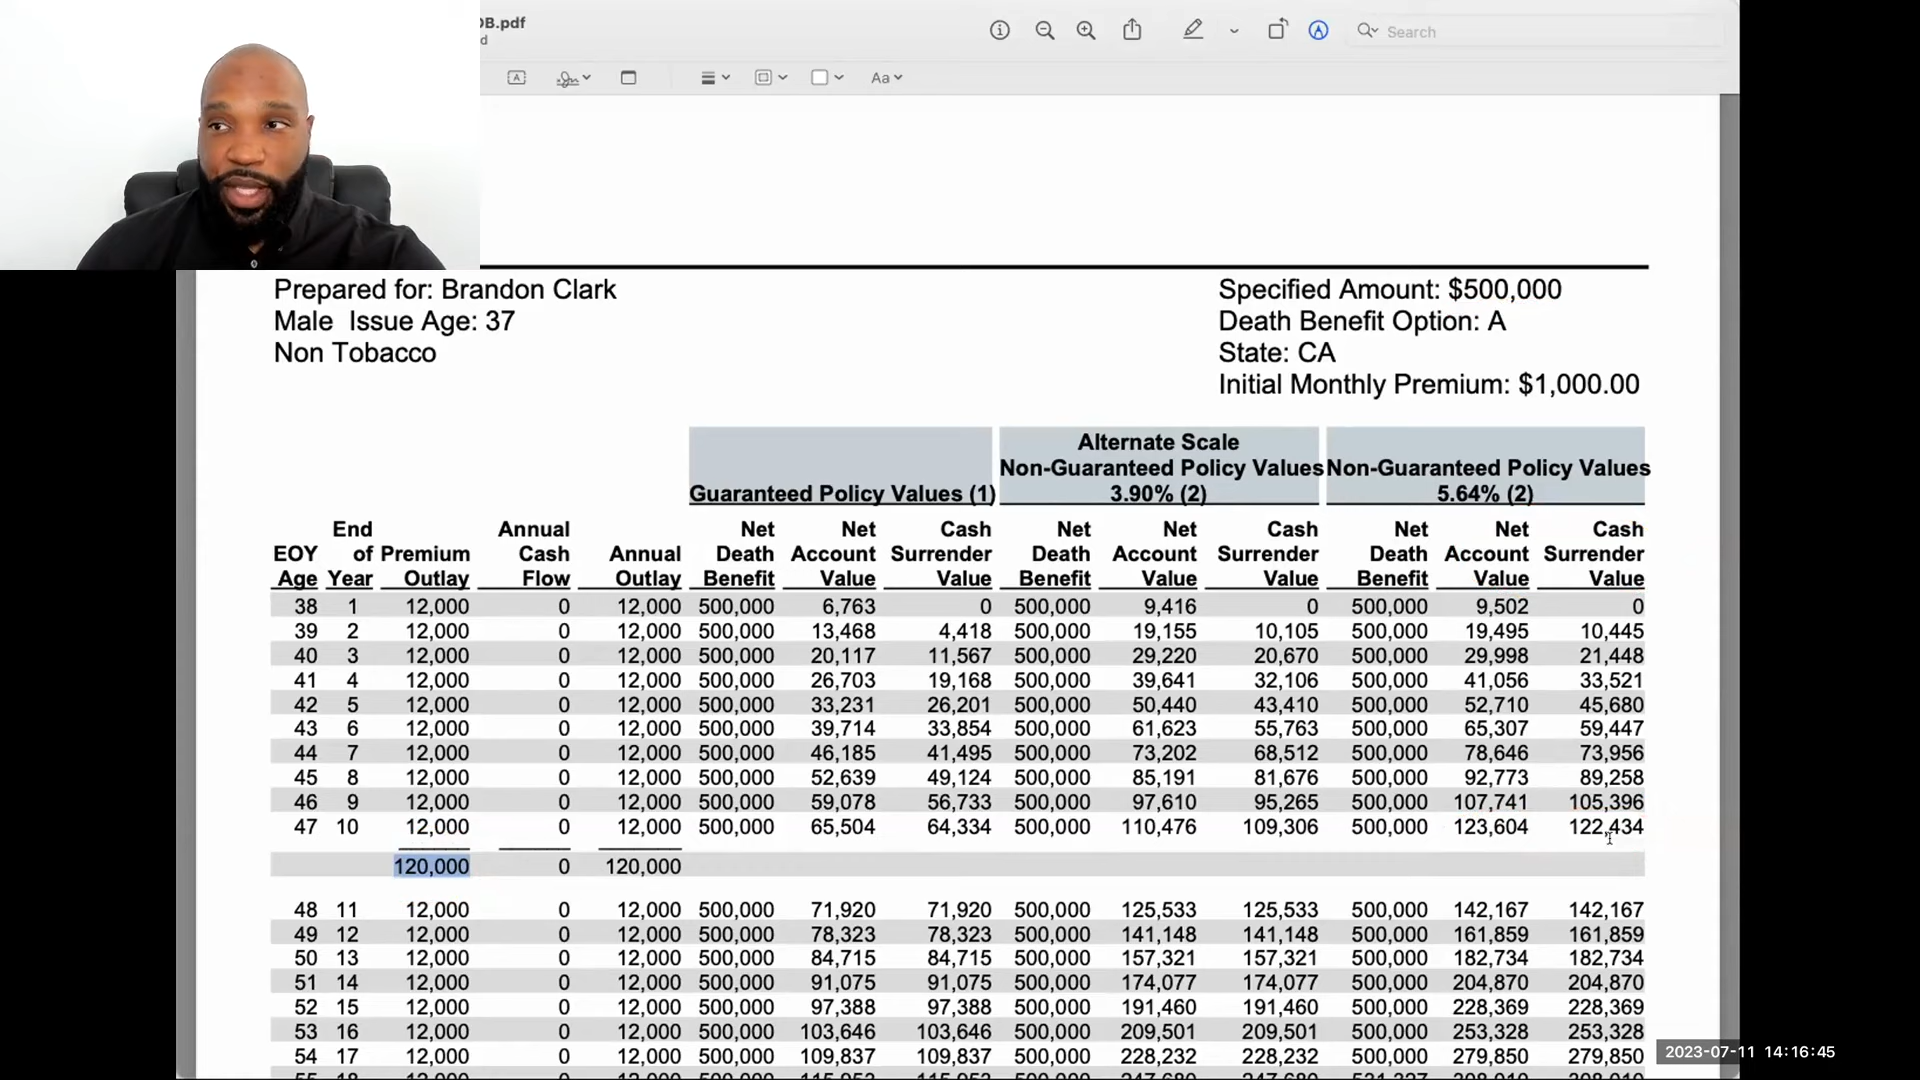 DB.pdf
d
Search
Aa
Prepared for: Brandon Clark
Male Issue Age: 37
Non Tobacco
Specified Amount: $500,000
Death Benefit Option: A
State: CA
Initial Monthly Premium: $1,000.00
Guaranteed Policy Values (1)
Alternate Scale
Non-Guaranteed Policy Values
3.90% (2)
Non-Guaranteed Policy Values
5.64% (2)
EOY Age End of Year Premium Outlay Annual Cash Flow Annual Outlay Net Death Benefit Net Account Value Cash Surrender Value Net Death Benefit Net Account Value Cash Surrender Value Net Death Benefit Net Account Value Cash Surrender Value
38 1 12,000 0 12,000 500,000 6,763 0 500,000 9,416 0 500,000 9,502 0
39 2 12,000 0 12,000 500,000 13,468 4,418 500,000 19,155 10,105 500,000 19,495 10,445
40 3 12,000 0 12,000 500,000 20,117 11,567 500,000 29,220 20,670 500,000 29,998 21,448
41 4 12,000 0 12,000 500,000 26,703 19,168 500,000 39,641 32,106 500,000 41,056 33,521
42 5 12,000 0 12,000 500,000 33,231 26,201 500,000 50,440 43,410 500,000 52,710 45,680
43 6 12,000 0 12,000 500,000 39,714 33,854 500,000 61,623 55,763 500,000 65,307 59,447
44 7 12,000 0 12,000 500,000 46,185 41,495 500,000 73,202 68,512 500,000 78,646 73,956
45 8 12,000 0 12,000 500,000 52,639 49,124 500,000 85,191 81,676 500,000 92,773 89,258
46 9 12,000 0 12,000 500,000 59,078 56,733 500,000 97,610 95,265 500,000 107,741 105,396
47 10 12,000 0 12,000 500,000 65,504 64,334 500,000 110,476 109,306 500,000 123,604 122,434
120,000 0 120,000
48 11 12,000 0 12,000 500,000 71,920 71,920 500,000 125,533 125,533 500,000 142,167 142,167
49 12 12,000 0 12,000 500,000 78,323 78,323 500,000 141,148 141,148 500,000 161,859 161,859
50 13 12,000 0 12,000 500,000 84,715 84,715 500,000 157,321 157,321 500,000 182,734 182,734
51 14 12,000 0 12,000 500,000 91,075 91,075 500,000 174,077 174,077 500,000 204,870 204,870
52 15 12,000 0 12,000 500,000 97,388 97,388 500,000 191,460 191,460 500,000 228,369 228,369
53 16 12,000 0 12,000 500,000 103,646 103,646 500,000 209,501 209,501 500,000 253,328 253,328
54 17 12,000 0 12,000 500,000 109,837 109,837 500,000 228,232 228,232 500,000 279,850 279,850
2023-07-11 14:16:45